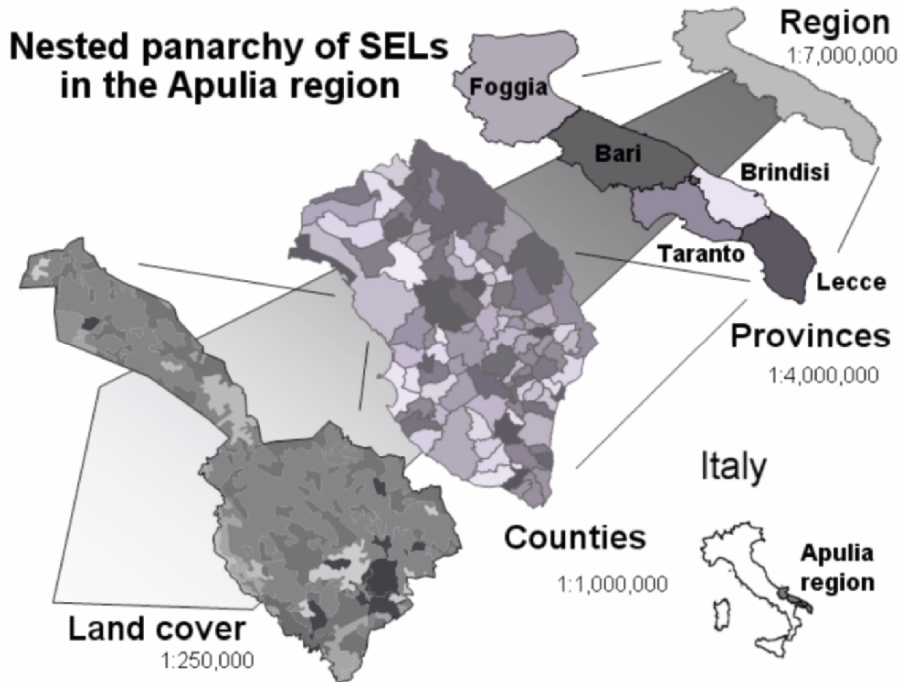 Nested panarchy of SELs
in the Apulia region
Region
1:7,000,000
Foggia
Bari
Brindisi
Taranto
Lecce
Provinces
1:4,000,000
Italy
Counties
1:1,000,000
Apulia
region
Land cover
1:250,000